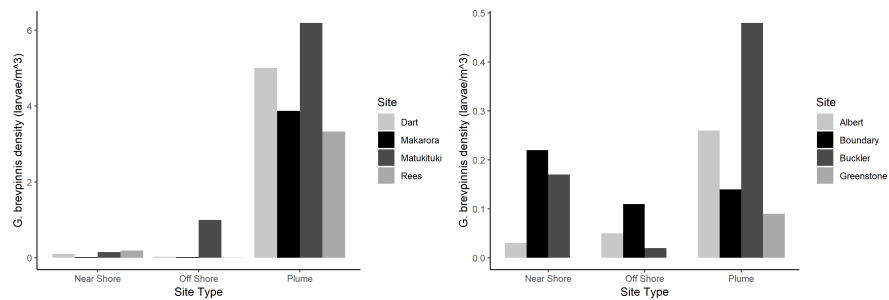 G. brevpinnis density (larvae/m^3)
6
4
2
0
Near Shore
Off Shore
Plume
Site Type
Site
Dart
Makarora
Matukituki
Rees
G. brevpinnis density (larvae/m^3)
0.5
0.4
0.3
0.2
0.1
0.0
Near Shore
Off Shore
Plume
Site Type
Site
Albert
Boundary
Buckler
Greenstone